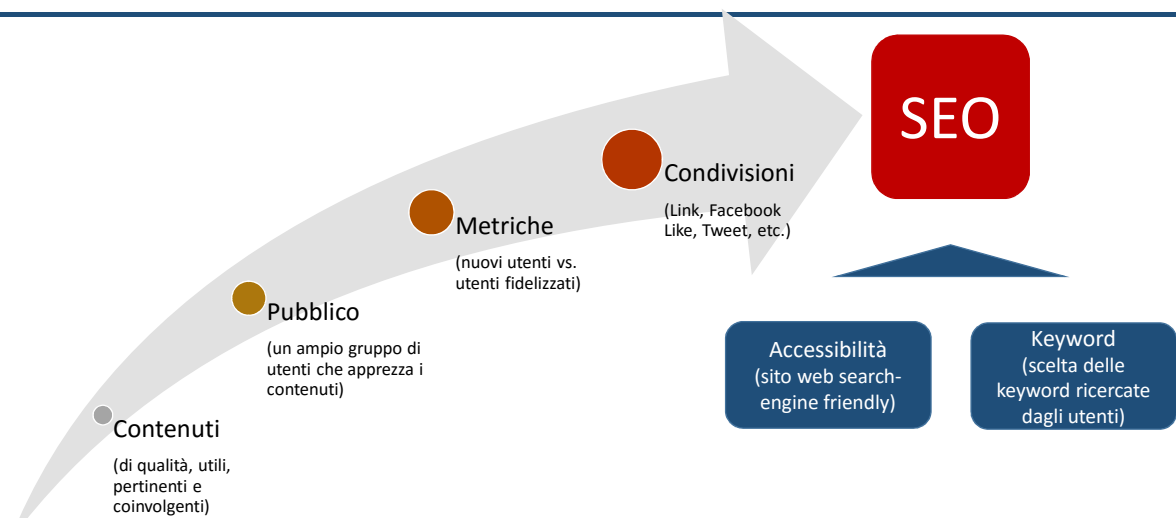 SEO
Condivisioni
(Link, Facebook
Like, Tweet, etc.)
Metriche
(nuovi utenti vs.
utenti fidelizzati)
Pubblico
(un ampio gruppo di
utenti che apprezza i
contenuti)
Contenuti
(di qualità, utili,
pertinenti e
coinvolgenti)
Accessibilità
(sito web search-
engine friendly)
Keyword
(scelta delle
keyword ricercate
dagli utenti)